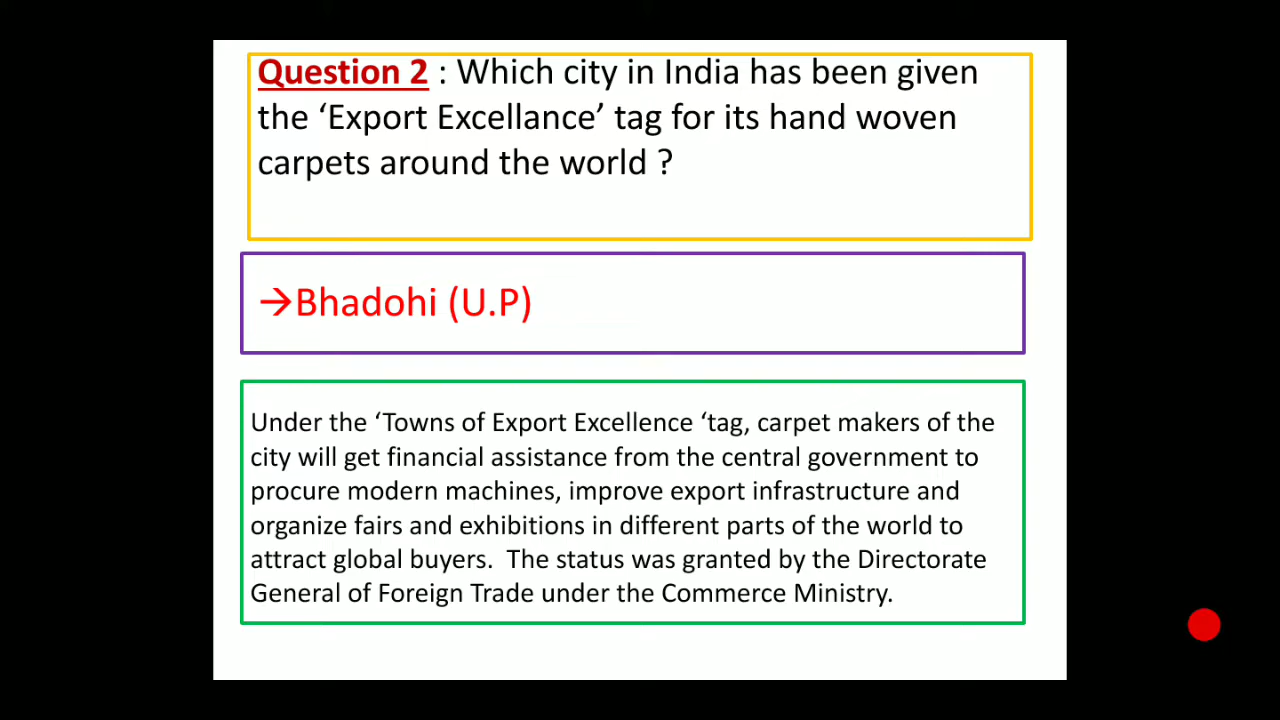 Question 2 : Which city in India has been given
the ‘Export Excellance’ tag for its hand woven
carpets around the world ?
→Bhadohi (U.P)
Under the ‘Towns of Export Excellence ‘tag, carpet makers of the
city will get financial assistance from the central government to
procure modern machines, improve export infrastructure and
organize fairs and exhibitions in different parts of the world to
attract global buyers.  The status was granted by the Directorate
General of Foreign Trade under the Commerce Ministry.